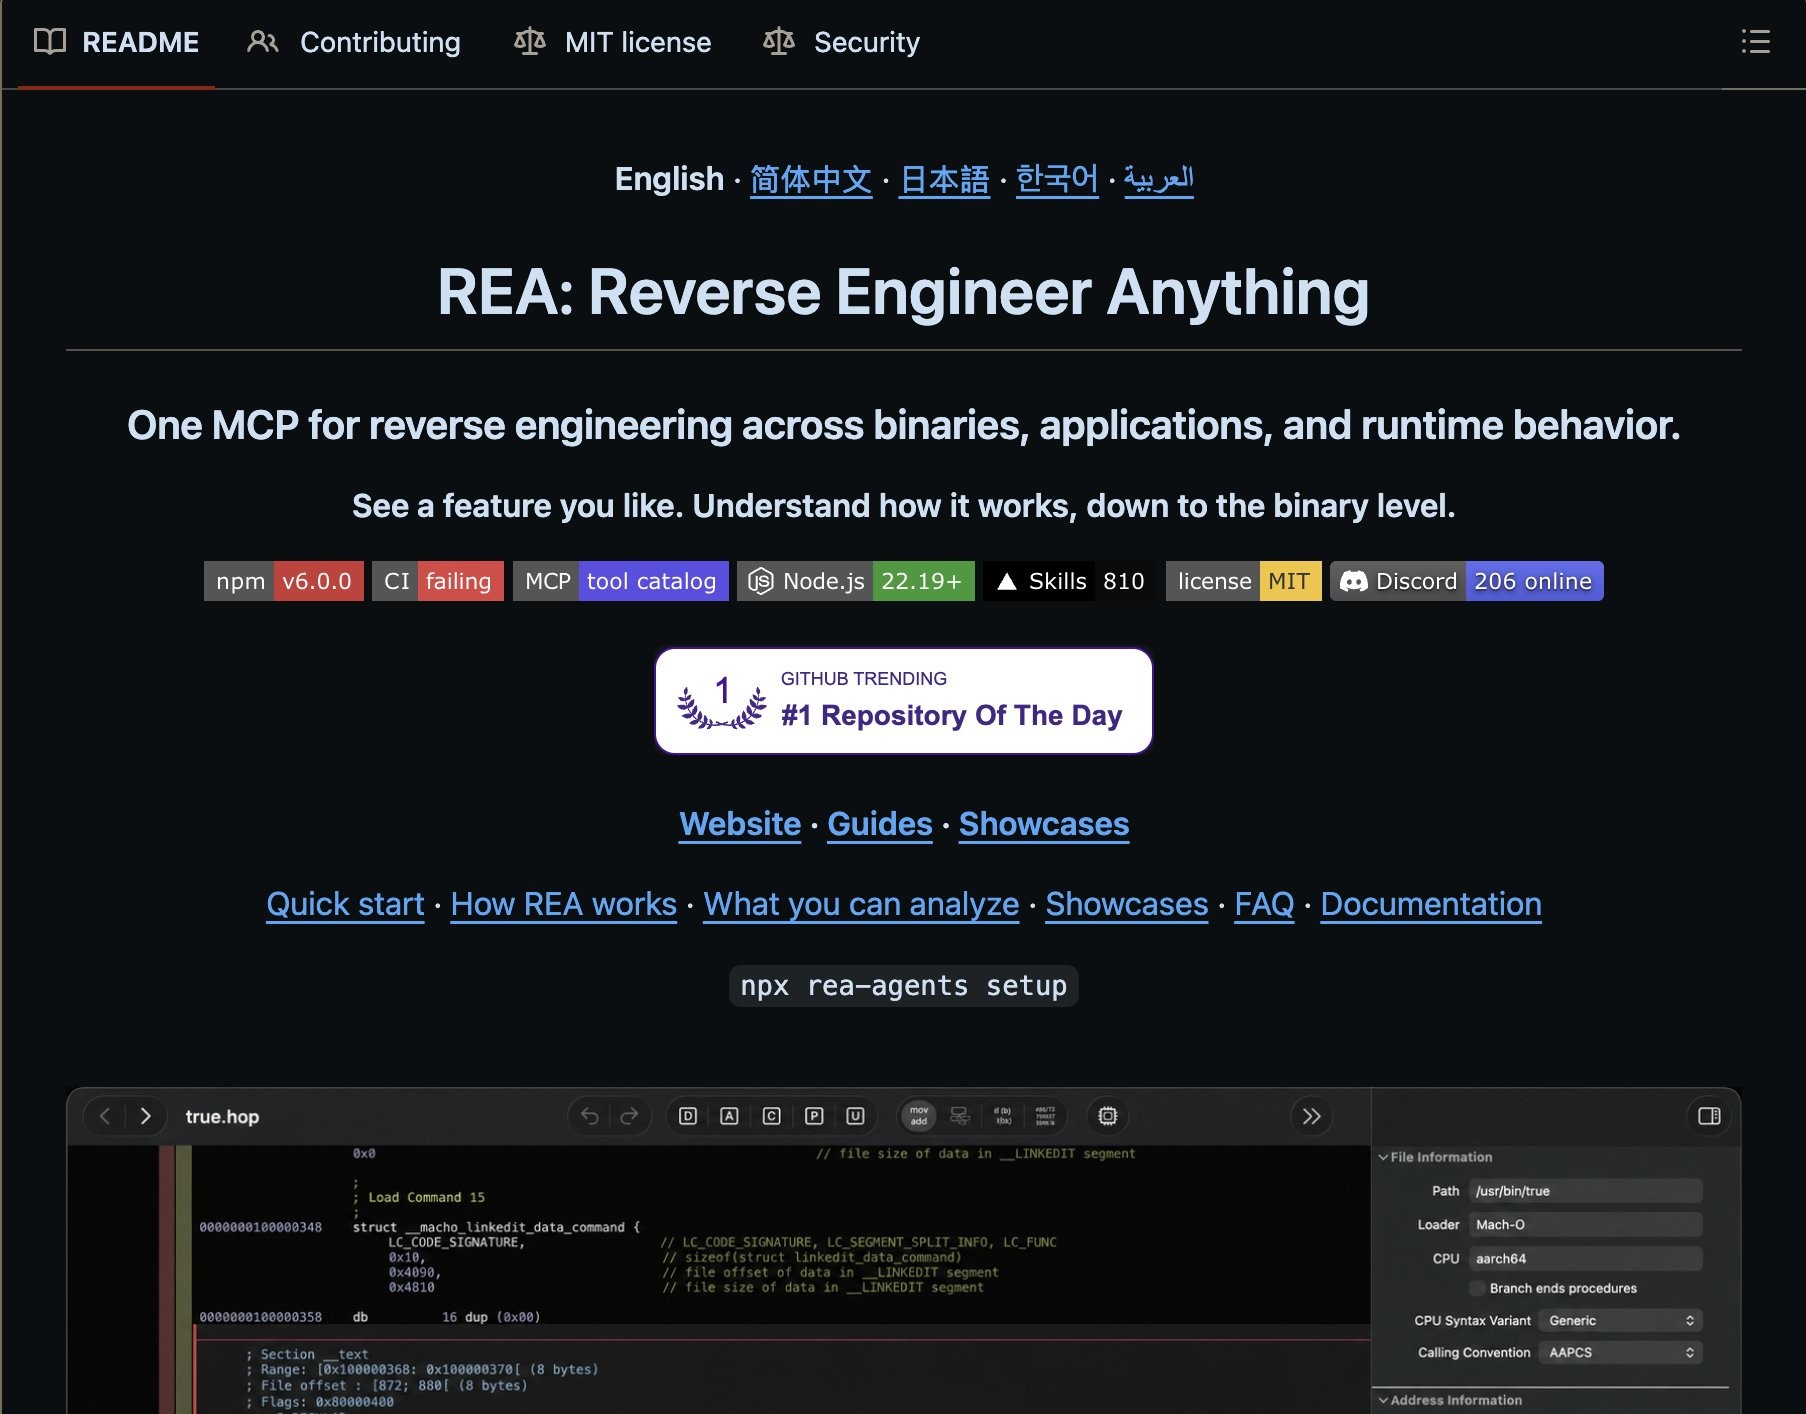 README Contributing MIT license Security
English · 简体中文 · 日本語 · 한국어 · العربية
REA: Reverse Engineer Anything
One MCP for reverse engineering across binaries, applications, and runtime behavior.
See a feature you like. Understand how it works, down to the binary level.
npm v6.0.0 CI failing MCP tool catalog Node.js 22.19+ Skills 810 license MIT Discord 206 online
1
GITHUB TRENDING
#1 Repository Of The Day
Website · Guides · Showcases
Quick start · How REA works · What you can analyze · Showcases · FAQ · Documentation
npx rea-agents setup
true.hop D A C P U mov add if (b) f(0x)
0x0 // file size of data in __LINKEDIT segment
;
; Load Command 15
;
0000000100000348 struct __macho_linkedit_data_command {
LC_CODE_SIGNATURE, // LC_CODE_SIGNATURE, LC_SEGMENT_SPLIT_INFO, LC_FUNC
0x10, // sizeof(struct linkedit_data_command)
0x4090, // file offset of data in __LINKEDIT segment
0x4810 // file size of data in __LINKEDIT segment
0000000100000358 db 16 dup (0x00)
; Section __text
; Range: [0x100000368: 0x100000370[ (8 bytes)
; File offset : [872; 880[ (8 bytes)
; Flags: 0x80000400
File Information
Path /usr/bin/true
Loader Mach-O
CPU aarch64
Branch ends procedures
CPU Syntax Variant Generic
Calling Convention AAPCS
Address Information